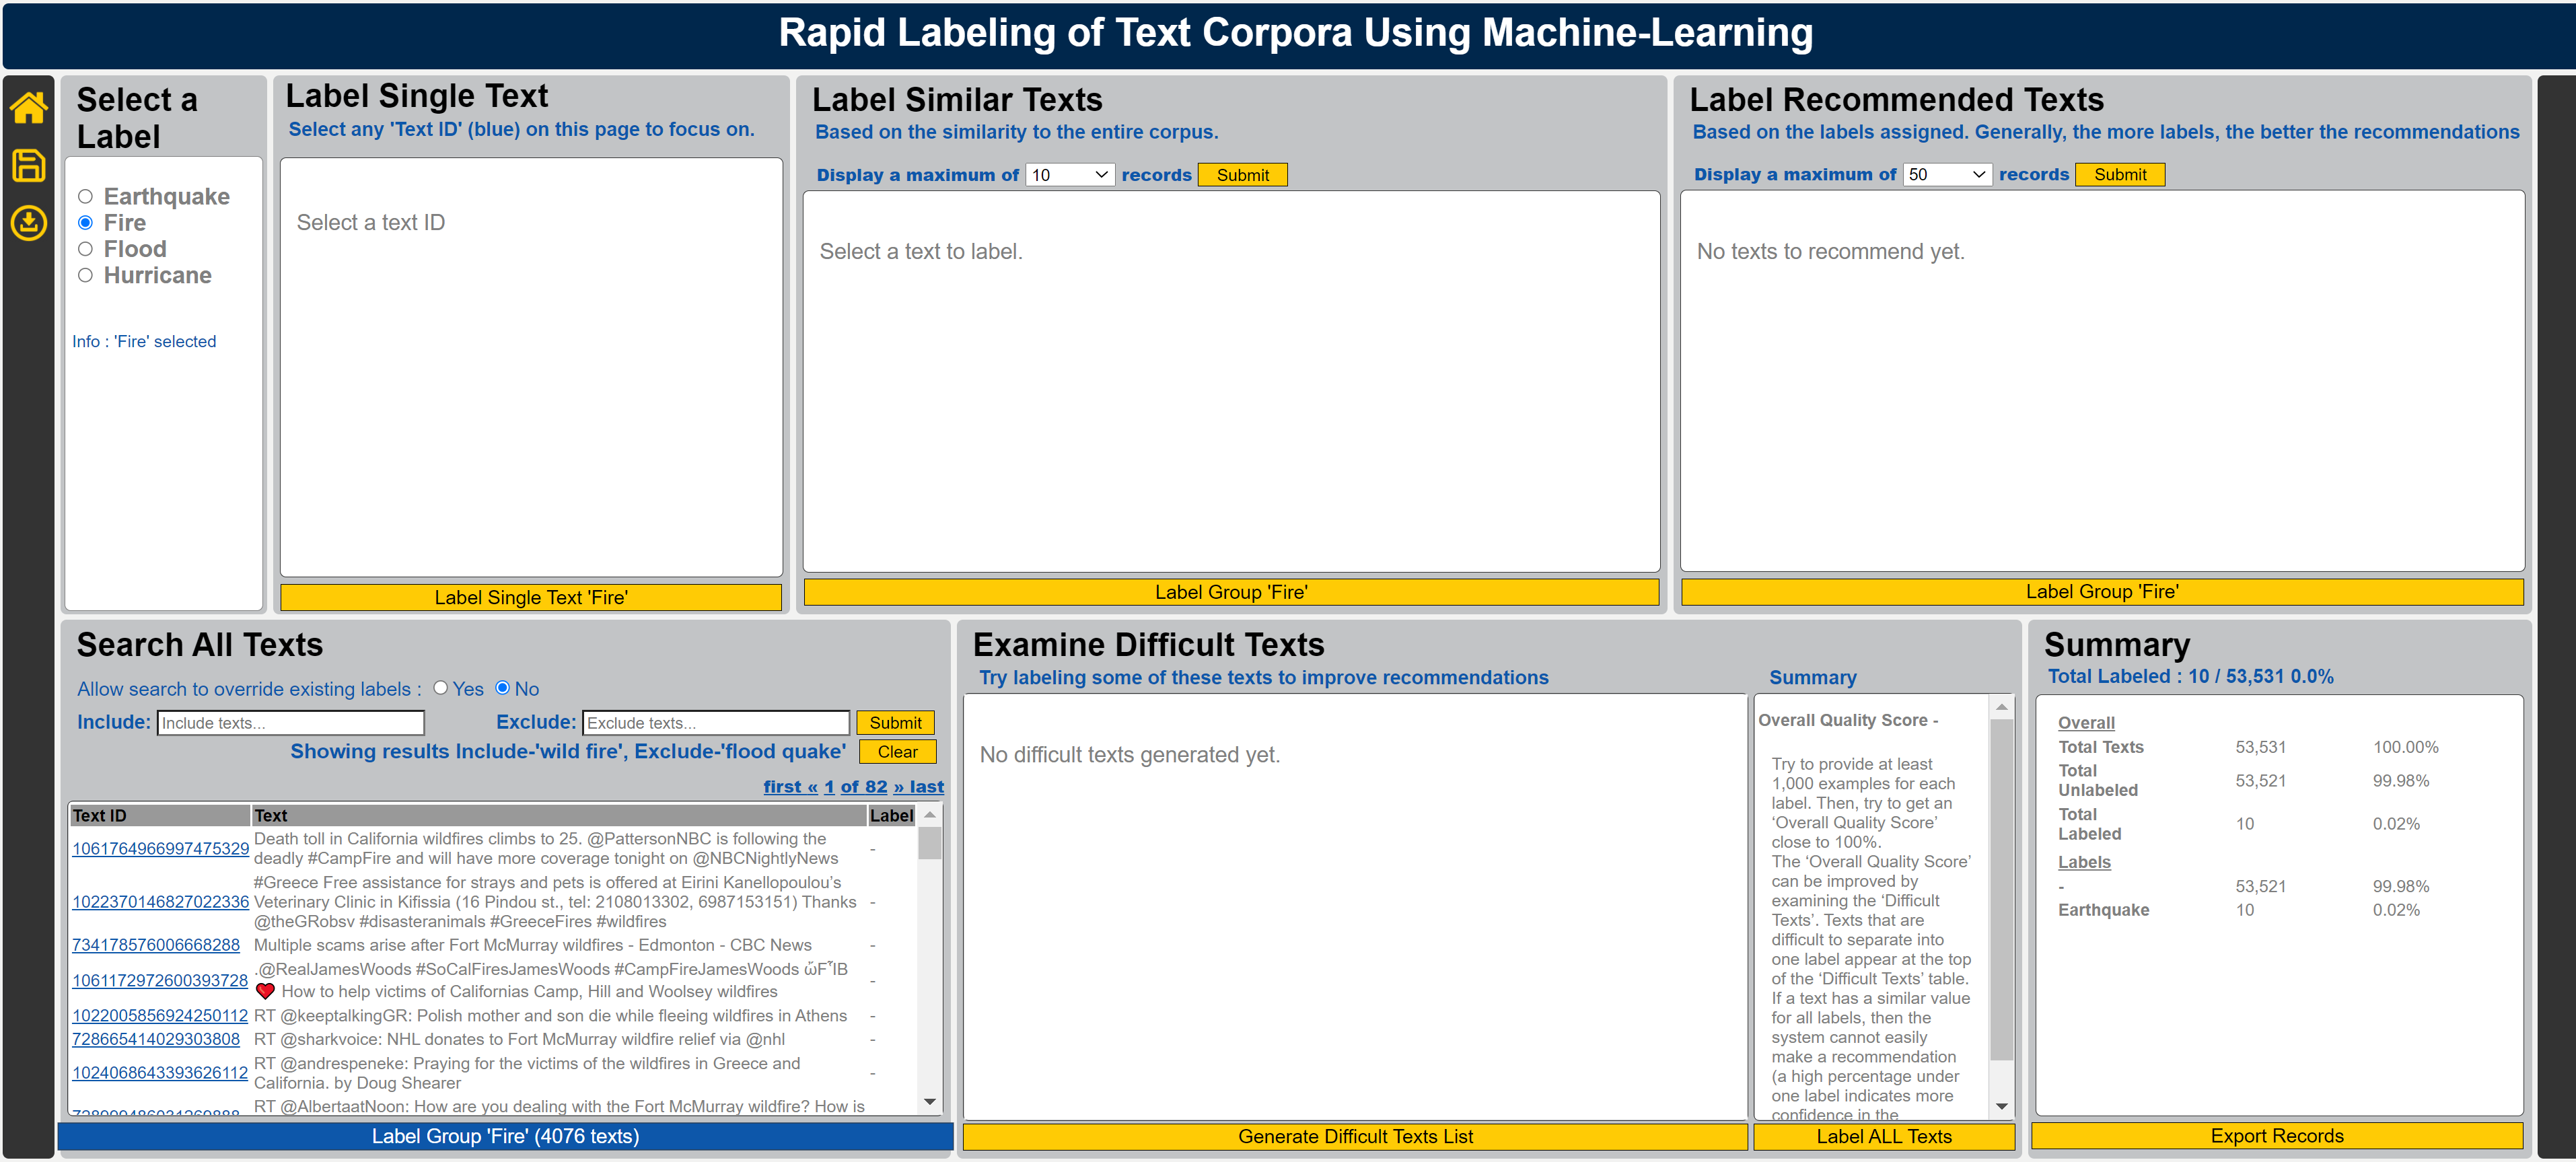 Rapid Labeling of Text Corpora Using Machine-Learning
Select a
Label
Earthquake
Fire
Flood
Hurricane
Info : 'Fire' selected
Label Single Text
Select any 'Text ID' (blue) on this page to focus on.
Select a text ID
Label Single Text 'Fire'
Label Similar Texts
Based on the similarity to the entire corpus.
Display a maximum of 10 records Submit
Select a text to label.
Label Group 'Fire'
Label Recommended Texts
Based on the labels assigned. Generally, the more labels, the better the recommendations
Display a maximum of 50 records Submit
No texts to recommend yet.
Label Group 'Fire'
Search All Texts
Allow search to override existing labels : Yes No
Include: Include texts... Exclude: Exclude texts... Submit
Showing results Include-'wild fire', Exclude-'flood quake' Clear
first « 1 of 82 » last
Text ID Text Label
1061764966997475329 Death toll in California wildfires climbs to 25. @PattersonNBC is following the -
deadly #CampFire and will have more coverage tonight on @NBCNightlyNews
#Greece Free assistance for strays and pets is offered at Eirini Kanellopoulou's
1022370146827022336 Veterinary Clinic in Kifissia (16 Pindou st., tel: 2108013302, 6987153151) Thanks -
@theGRobsv #disasteranimals #GreeceFires #wildfires
734178576006668288 Multiple scams arise after Fort McMurray wildfires - Edmonton - CBC News -
1061172972600393728 .@RealJamesWoods #SoCalFiresJamesWoods #CampFireJamesWoods -
❤ How to help victims of Californias Camp, Hill and Woolsey wildfires
1022005856924250112 RT @keeptalkingGR: Polish mother and son die while fleeing wildfires in Athens -
728665414029303808 RT @sharkvoice: NHL donates to Fort McMurray wildfire relief via @nhl -
1024068643393626112 RT @andrespeneke: Praying for the victims of the wildfires in Greece and -
California. by Doug Shearer
RT @AlbertaatNoon: How are you dealing with the Fort McMurray wildfire? How is
Label Group 'Fire' (4076 texts)
Examine Difficult Texts
Try labeling some of these texts to improve recommendations
No difficult texts generated yet.
Generate Difficult Texts List
Summary
Overall Quality Score -
Try to provide at least
1,000 examples for each
label. Then, try to get an
‘Overall Quality Score’
close to 100%.
The ‘Overall Quality Score’
can be improved by
examining the ‘Difficult
Texts’. Texts that are
difficult to separate into
one label appear at the top
of the ‘Difficult Texts’ table.
If a text has a similar value
for all labels, then the
system cannot easily
make a recommendation
(a high percentage under
one label indicates more
confidence in the
Label ALL Texts
Summary
Total Labeled : 10 / 53,531 0.0%
Overall
Total Texts 53,531 100.00%
Total
Unlabeled 53,521 99.98%
Total
Labeled 10 0.02%
Labels
- 53,521 99.98%
Earthquake 10 0.02%
Export Records